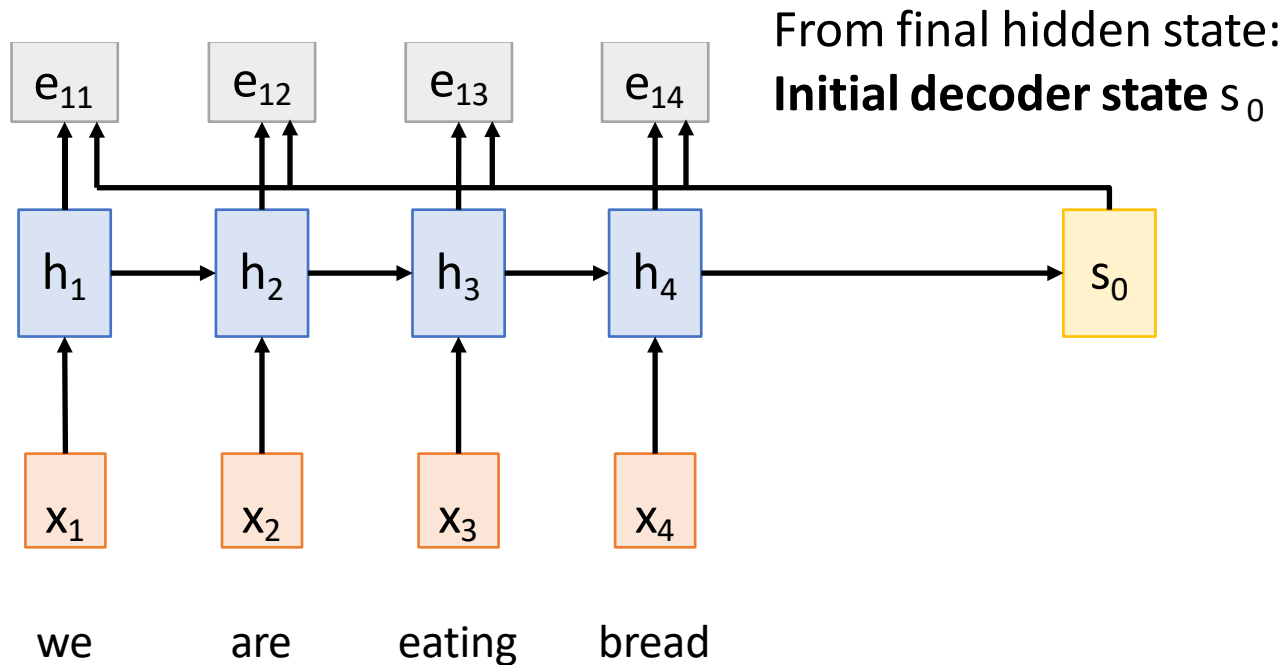 From final hidden state:
Initial decoder state s₀
e₁₁ e₁₂ e₁₃ e₁₄
h₁ h₂ h₃ h₄ s₀
x₁ x₂ x₃ x₄
we are eating bread